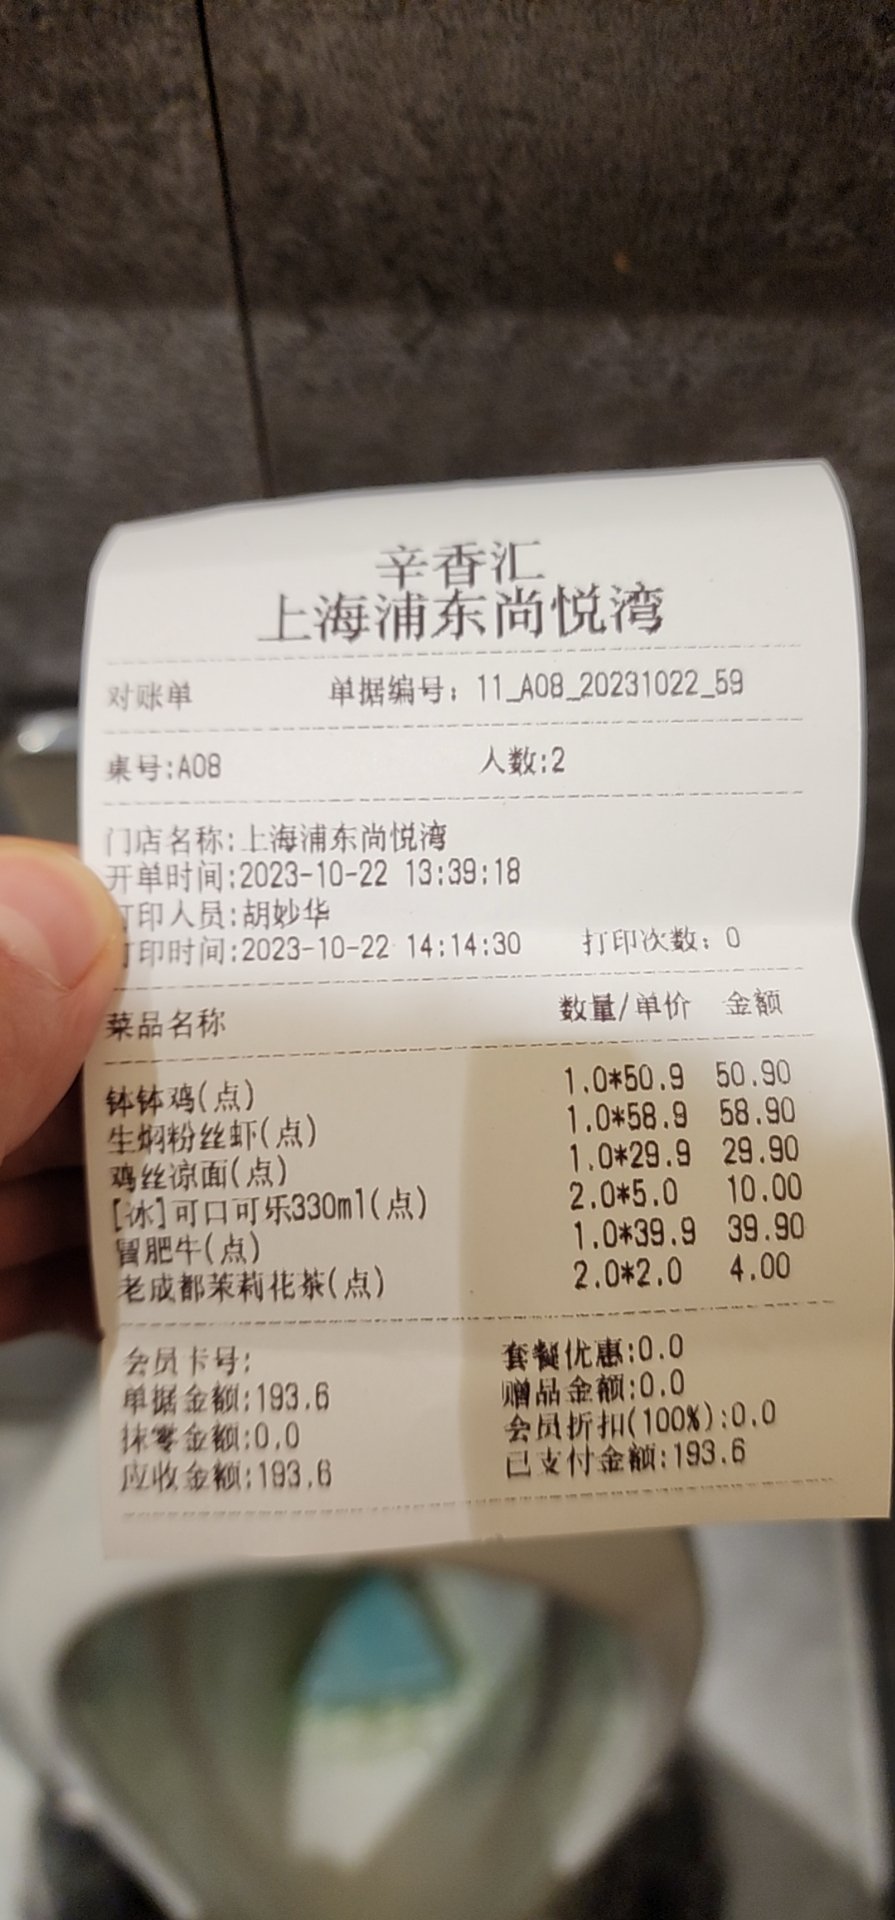 辛香汇
上海浦东尚悦湾
对账单 单据编号：11_A08_20231022_59
桌号:A08 人数:2
门店名称:上海浦东尚悦湾
开单时间:2023-10-22 13:39:18
打印人员:胡妙华
打印时间:2023-10-22 14:14:30 打印次数：0
菜品名称 数量/单价 金额
钵钵鸡(点) 1.0*50.9 50.90
生焖粉丝虾(点) 1.0*58.9 58.90
鸡丝凉面(点) 1.0*29.9 29.90
[冰]可口可乐330ml(点) 2.0*5.0 10.00
冒肥牛(点) 1.0*39.9 39.90
老成都茉莉花茶(点) 2.0*2.0 4.00
会员卡号: 套餐优惠:0.0
单据金额:193.6 赠品金额:0.0
抹零金额:0.0 会员折扣(100%):0.0
应收金额:193.6 已支付金额:193.6